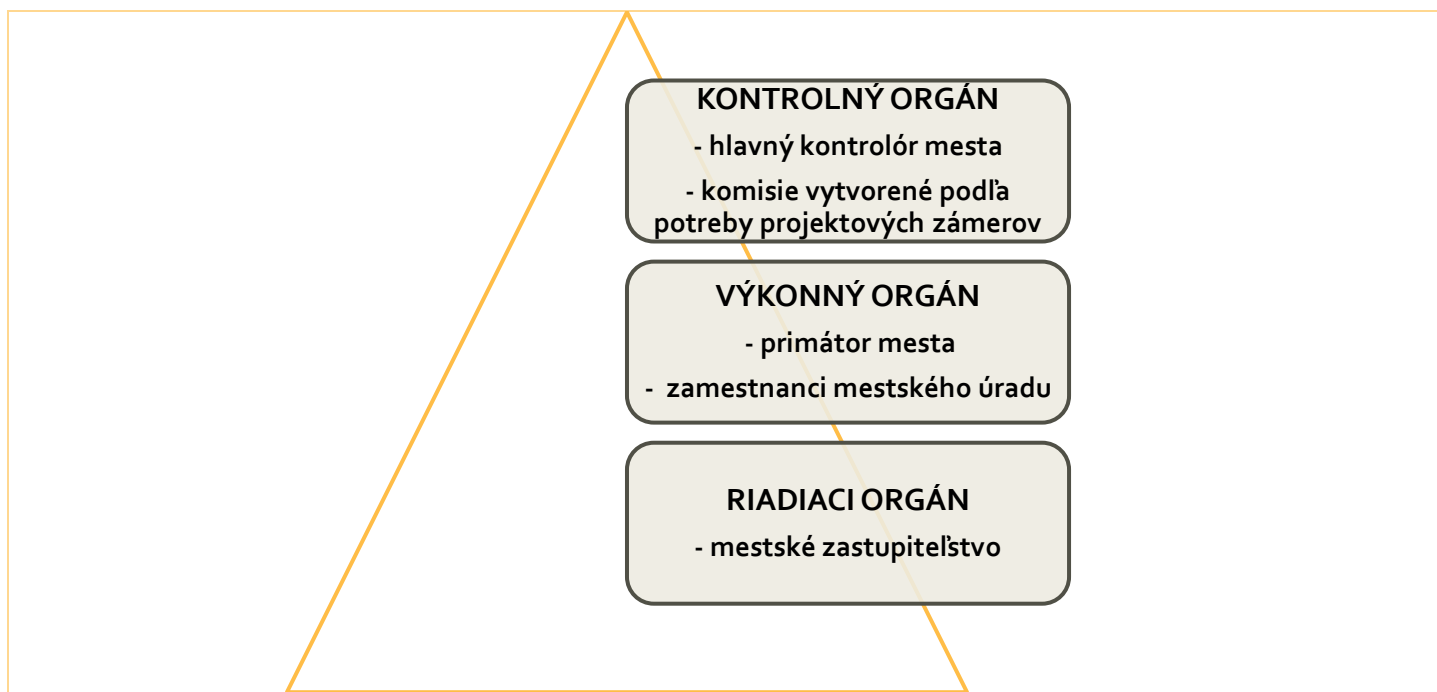 KONTROLNÝ ORGÁN
- hlavný kontrolór mesta
- komisie vytvorené podľa
potreby projektových zámerov
VÝKONNÝ ORGÁN
- primátor mesta
- zamestnanci mestského úradu
RIADIACI ORGÁN
- mestské zastupiteľstvo